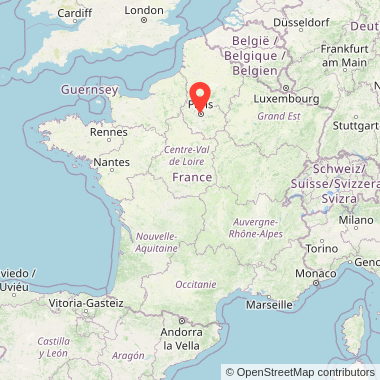 Cardiff
London
Düsseldorf
België /
Belgique /
Belgien
Frankfurt
am Main
Guernsey
Paris
Luxembourg
Grand Est
Rennes
Stuttgart
Centre-Val
de Loire
Nantes
France
Schweiz/
Suisse/Svizzera/
Svizra
Nouvelle-
Aquitaine
Auvergne-
Rhône-Alpes
Milano
Torino
Genc
viedo /
Uviéu
Occitanie
Monaco
Vitoria-Gasteiz
Marseille
Andorra
la Vella
Castilla
y León
Aragón
© OpenStreetMap contributors